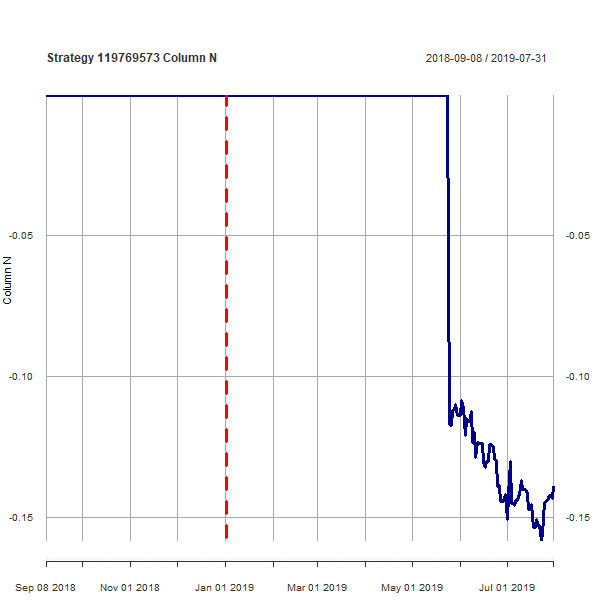 Strategy 119769573 Column N
2018-09-08 / 2019-07-31
-0.05
-0.05
Column N
-0.10
-0.10
-0.15
-0.15
Sep 08 2018
Nov 01 2018
Jan 01 2019
Mar 01 2019
May 01 2019
Jul 01 2019